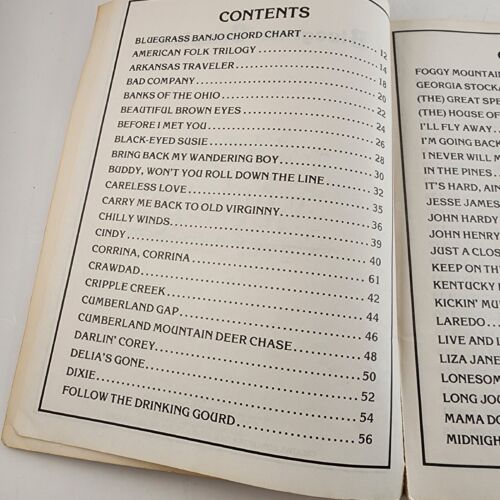 CONTENTS
BLUEGRASS BANJO CHORD CHART 12
AMERICAN FOLK TRILOGY 14
ARKANSAS TRAVELER 18
BAD COMPANY 20
BANKS OF THE OHIO 22
BEAUTIFUL BROWN EYES 24
BEFORE I MET YOU 26
BLACK-EYED SUSIE 28
BRING BACK MY WANDERING BOY 30
BUDDY, WON'T YOU ROLL DOWN THE LINE 32
CARELESS LOVE 35
CARRY ME BACK TO OLD VIRGINNY 36
CHILLY WINDS 39
CINDY 40
CORRINA, CORRINA 61
CRAWDAD 42
CRIPPLE CREEK 44
CUMBERLAND GAP 46
CUMBERLAND MOUNTAIN DEER CHASE 48
DARLIN' COREY 50
DELIA'S GONE 52
DIXIE 54
FOLLOW THE DRINKING GOURD 56
FOGGY MOUNTAIN
GEORGIA STOCKA
(THE) GREAT SPE
(THE) HOUSE OF
I'LL FLY AWAY
I'M GOING BACK
I NEVER WILL M
IN THE PINES
IT'S HARD, AIN
JESSE JAMES
JOHN HARDY
JOHN HENRY
JUST A CLOS
KEEP ON TH
KENTUCKY
KICKIN' MU
LAREDO
LIVE AND L
LIZA JANE
LONESOM
LONG JO
MAMA DO
MIDNIGH